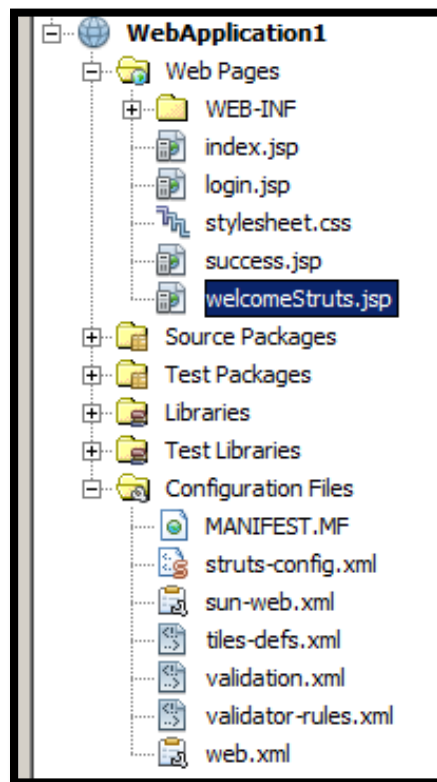 WebApplication1
Web Pages
WEB-INF
index.jsp
login.jsp
stylesheet.css
success.jsp
welcomeStruts.jsp
Source Packages
Test Packages
Libraries
Test Libraries
Configuration Files
MANIFEST.MF
struts-config.xml
sun-web.xml
tiles-defs.xml
validation.xml
validator-rules.xml
web.xml